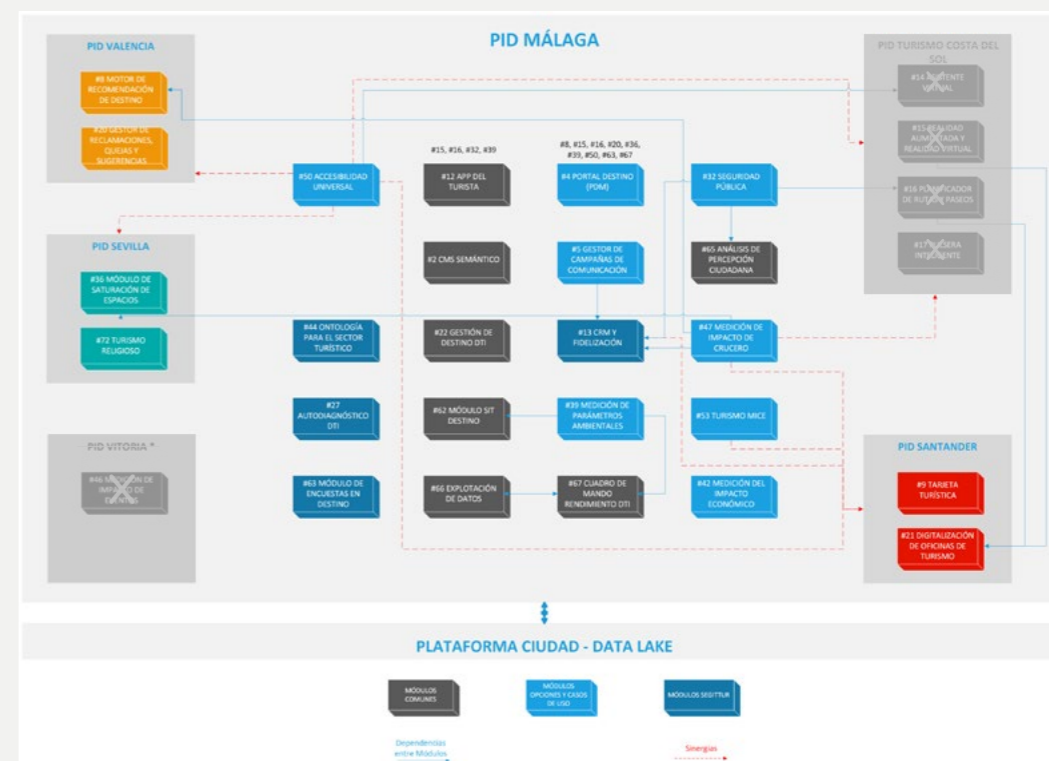 PID MÁLAGA
PID VALENCIA
#8 MOTOR DE
RECOMENDACIÓN
DE DESTINO
#20 GESTOR DE
RECLAMACIONES,
QUEJAS Y
SUGERENCIAS
PID SEVILLA
#36 MÓDULO DE
SATURACIÓN DE
ESPACIOS
#72 TURISMO
RELIGIOSO
PID VITORIA *
#46 MEDICIÓN DE
IMPACTO DE
#50 ACCESIBILIDAD
UNIVERSAL
#44 ONTOLOGÍA
PARA EL SECTOR
TURÍSTICO
#27
AUTODIAGNÓSTICO
DTI
#63 MÓDULO DE
ENCUESTAS EN
DESTINO
#15, #16, #32, #39
#12 APP DEL
TURISTA
#2 CMS SEMÁNTICO
#22 GESTIÓN DE
DESTINO DTI
#62 MÓDULO SIT
DESTINO
#66 EXPLOTACIÓN
DE DATOS
#8, #15, #16, #20, #36,
#39, #50, #63, #67
#4 PORTAL DESTINO
(PDM)
#5 GESTOR DE
CAMPAÑAS DE
COMUNICACIÓN
#13 CRM Y
FIDELIZACIÓN
#39 MEDICIÓN DE
PARÁMETROS
AMBIENTALES
#67 CUADRO DE
MANDO
RENDIMIENTO DTI
#32 SEGURIDAD
PÚBLICA
#65 ANÁLISIS DE
PERCEPCIÓN
CIUDADANA
#47 MEDICIÓN DE
IMPACTO DE
CRUCERO
#53 TURISMO MICE
#42 MEDICIÓN DEL
IMPACTO
ECONÓMICO
PID TURISMO COSTA DEL
SOL
#14 ASISTENTE
VIRTUAL
#15 REALIDAD
AUMENTADA Y
REALIDAD VIRTUAL
#16 PLANIFICADOR
DE RUTAS Y PASEOS
#17 PULSERA
INTELIGENTE
PID SANTANDER
#9 TARJETA
TURÍSTICA
#21 DIGITALIZACIÓN
DE OFICINAS DE
TURISMO
PLATAFORMA CIUDAD - DATA LAKE
MÓDULOS
COMUNES
MÓDULOS
OPCIONES Y CASOS
DE USO
MÓDULOS SEGITTUR
Dependencias
entre Módulos
Sinergias